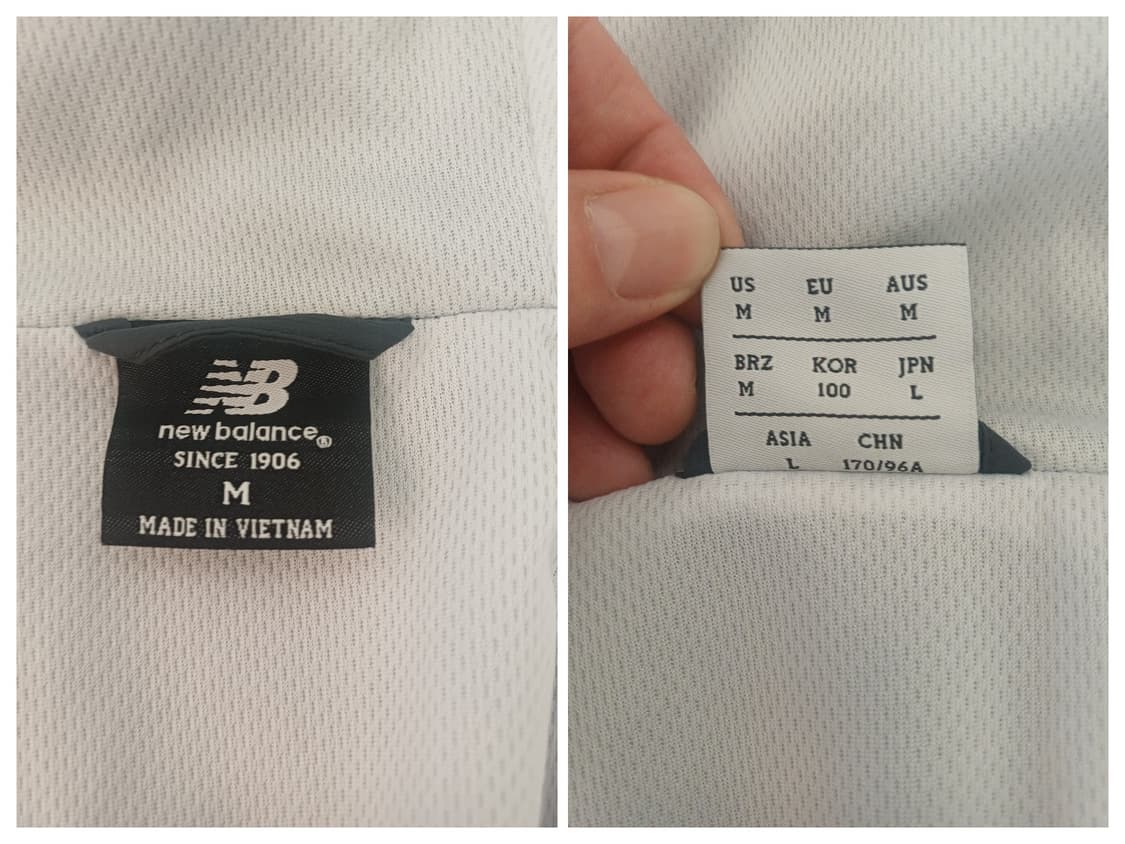 NB
new balance®
SINCE 1906
M
MADE IN VIETNAM
US EU AUS
M M M
BRZ KOR JPN
M 100 L
ASIA CHN
L 170/96A